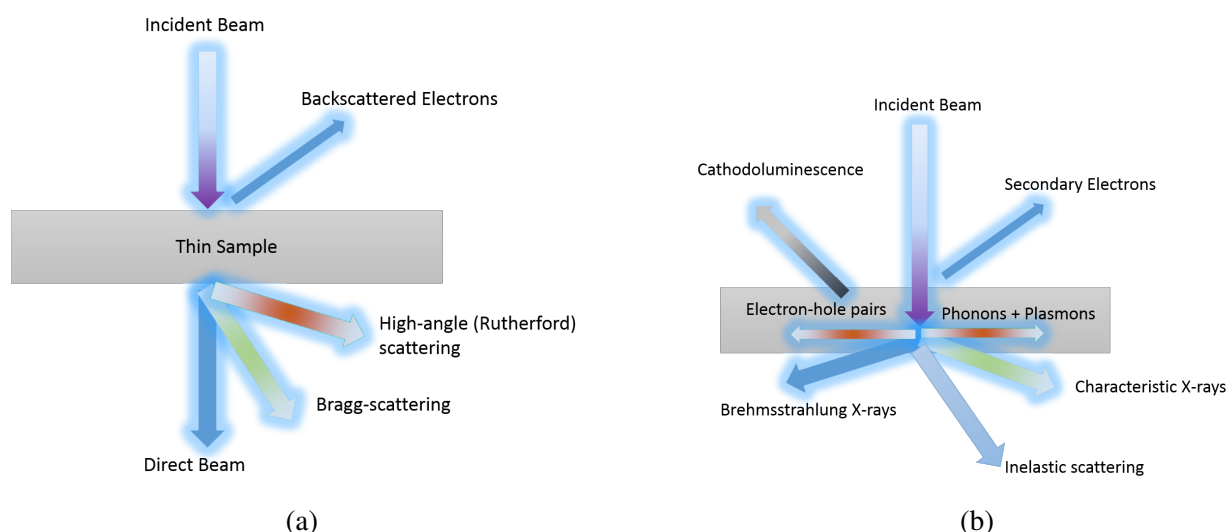 Incident Beam
Backscattered Electrons
Thin Sample
High-angle (Rutherford)
scattering
Bragg-scattering
Direct Beam
(a)
Incident Beam
Cathodoluminescence
Secondary Electrons
Electron-hole pairs
Phonons + Plasmons
Characteristic X-rays
Brehmsstrahlung X-rays
Inelastic scattering
(b)